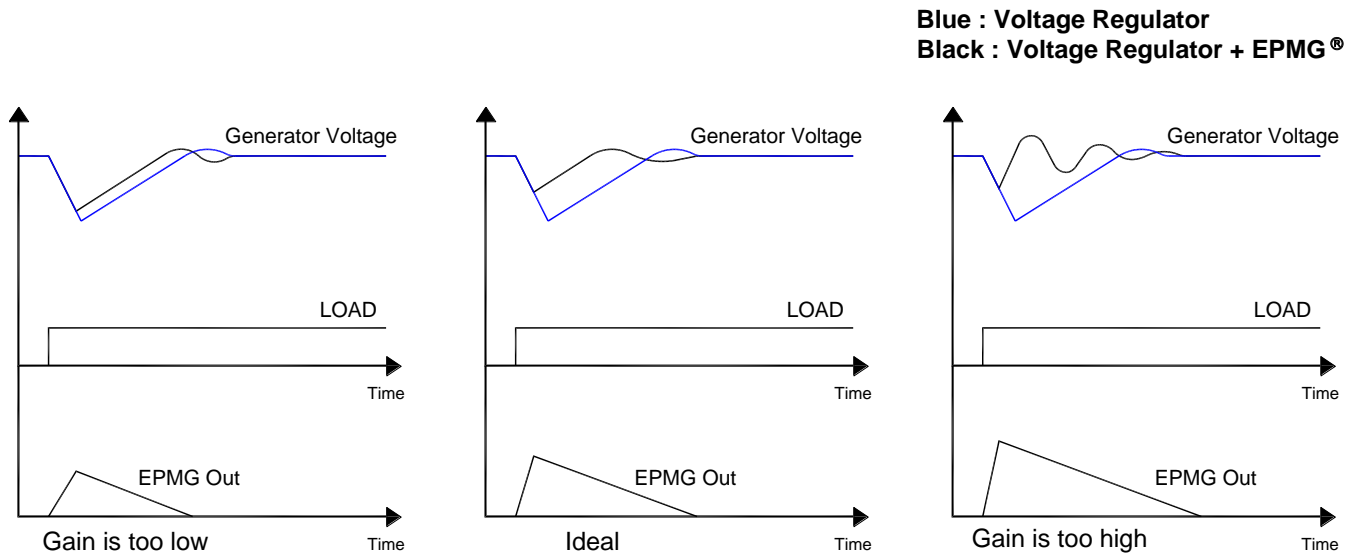 Blue : Voltage Regulator
Black : Voltage Regulator + EPMG ®
Generator Voltage
LOAD
Time
EPMG Out
Gain is too low
Time
Generator Voltage
LOAD
Time
EPMG Out
Ideal
Time
Generator Voltage
LOAD
Time
EPMG Out
Gain is too high
Time